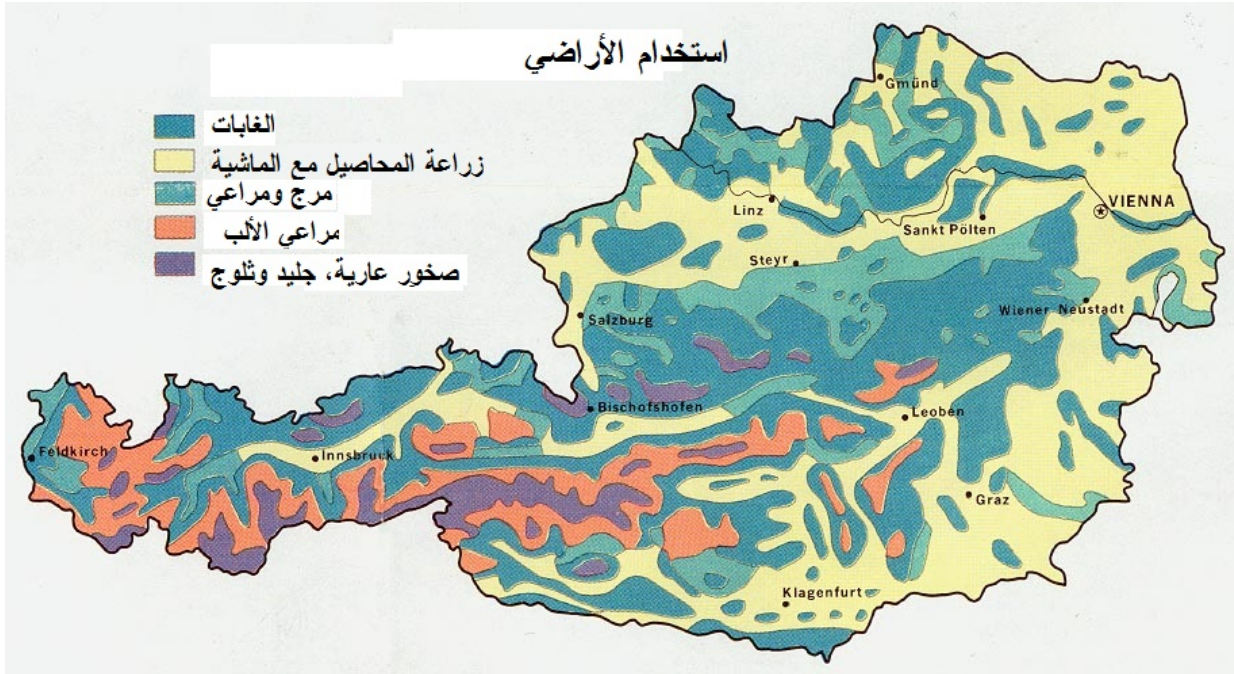 استخدام الأراضي
الغابات
زراعة المحاصيل مع الماشية
مرج ومراعي
مراعي الألب
صخور عارية، جليد وثلوج
Gmünd
Linz
VIENNA
Sankt Pölten
Steyr
Salzburg
Wiener Neustadt
Bischofshofen
Leoben
Feldkirch
Innsbruck
Graz
Klagenfurt